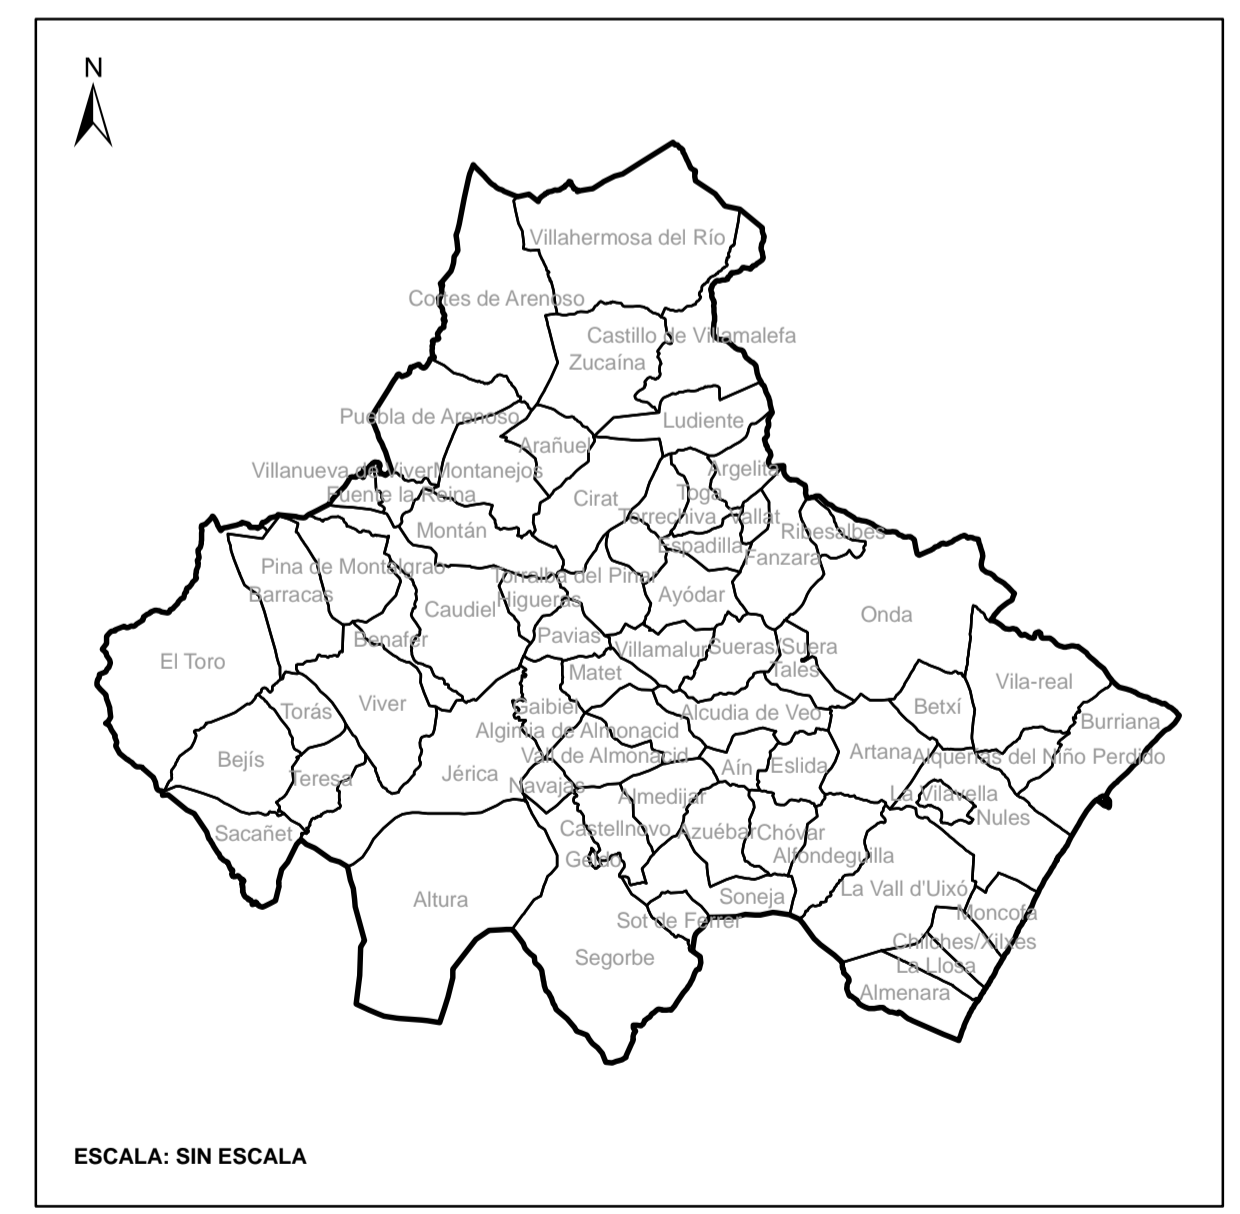 N
Villahermosa del Río
Cortes de Arenoso
Castillo de Villamalefa
Zucaína
Puebla de Arenoso
Ludiente
Arañuel
Villanueva de Viver
Montanejos
Argelita
Fuente la Reina
Cirat
Toga
Torrechiva
Vallat
Montán
Ribesalbes
Espadilla
Fanzara
Pina de Montalgrao
Torralba del Pinar
Barracas
Higueras
Ayódar
Caudiel
Onda
Benafer
Pavias
Villamalur
Sueras/Suera
El Toro
Matet
Tales
Vila-real
Viver
Torás
Gaibiel
Alcudia de Veo
Betxí
Burriana
Algimia de Almonacid
Bejís
Vall de Almonacid
Artana
Alquerías del Niño Perdido
Teresa
Jérica
Aín
Eslida
Navajas
Almedijar
La Vilavella
Nules
Sacañet
Castellnovo
Azuébar
Chóvar
Geldo
Alfondeguilla
Altura
La Vall d'Uixó
Soneja
Sot de Ferrer
Moncofa
Segorbe
Chilches/Xilxes
La Llosa
Almenara
ESCALA: SIN ESCALA